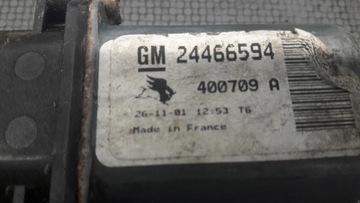 GM 24466594
400709 A
26-11-01 12:53 T6
Made in France